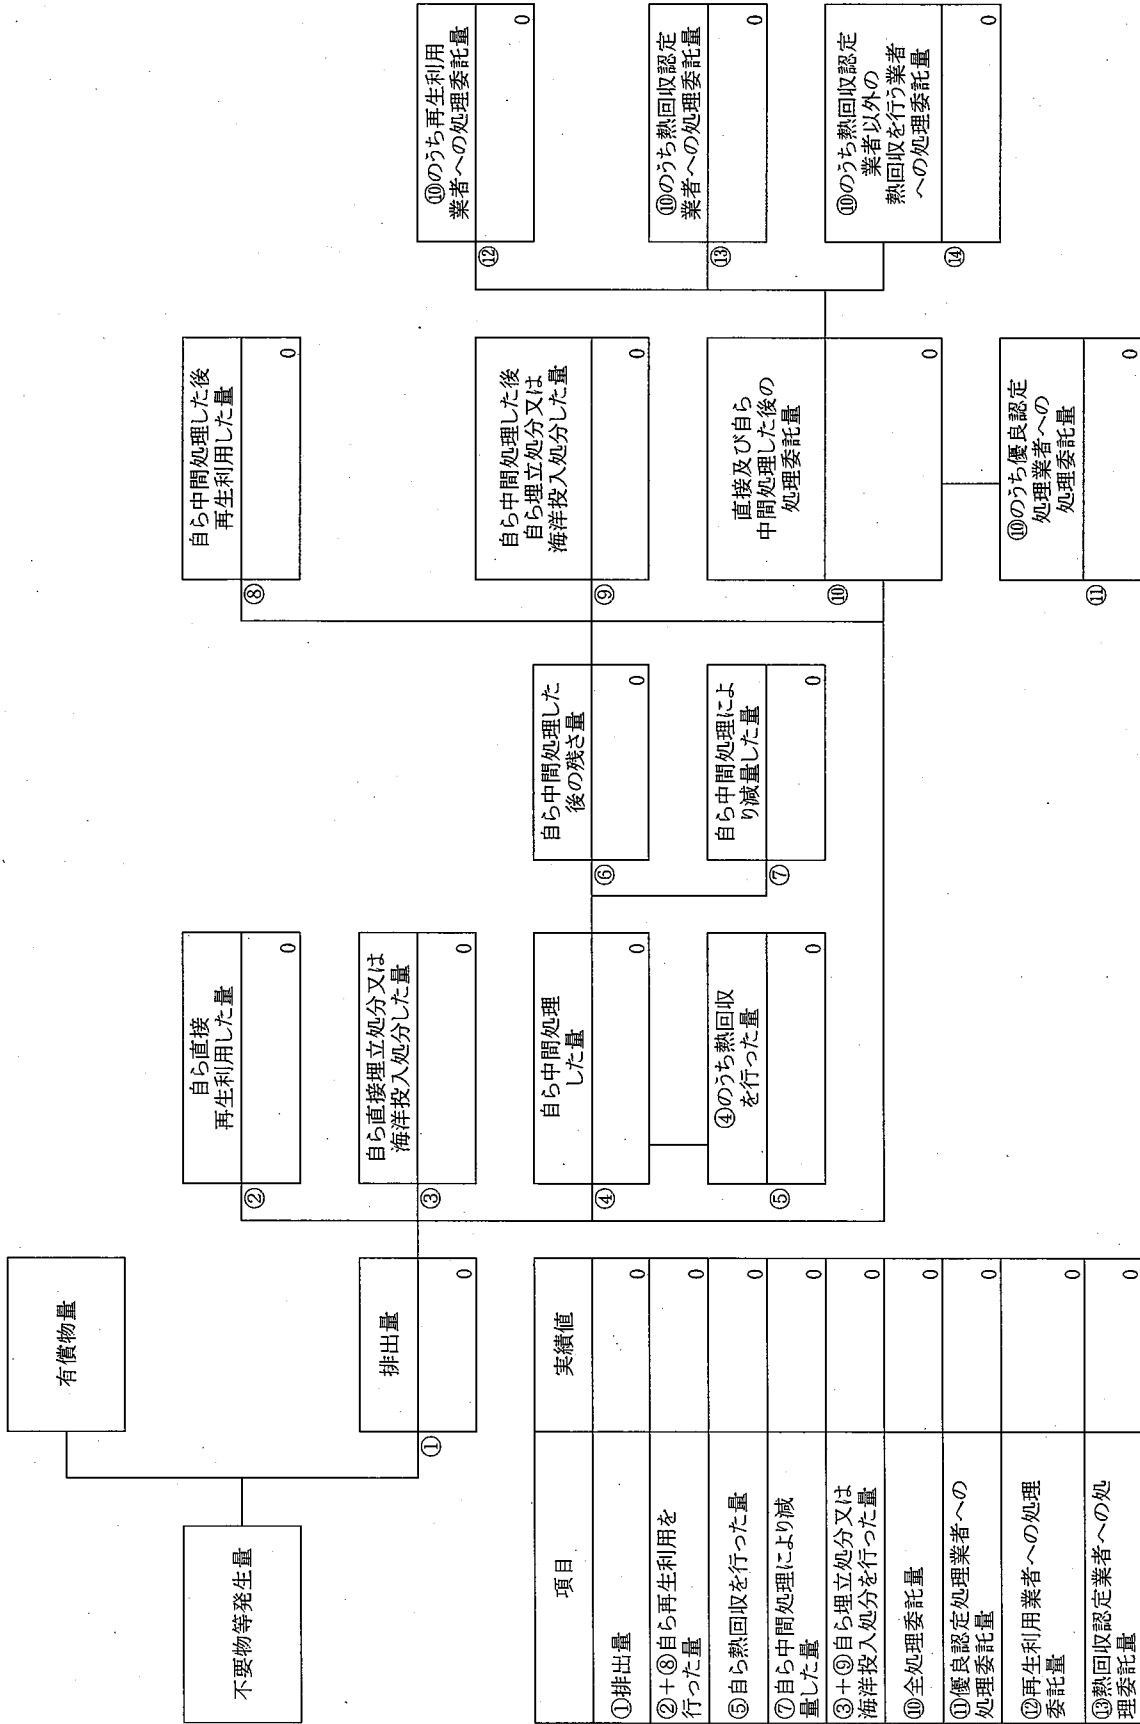 不要物等発生量
有償物量
①
排出量
0
②
自ら直接
再生利用した量
0
③
自ら直接埋立処分又は
海洋投入処分した量
0
④
自ら中間処理
した量
0
⑤
④のうち熱回収
を行った量
0
⑥
自ら中間処理した
後の残さ量
0
⑦
自ら中間処理によ
り減量した量
0
⑧
自ら中間処理した後
再生利用した量
0
⑨
自ら中間処理した後
自ら埋立処分又は
海洋投入処分した量
0
⑩
直接及び自ら
中間処理した後の
処理委託量
0
⑪
⑩のうち優良認定
処理業者への
処理委託量
0
⑫
⑩のうち再生利用
業者への処理委託量
0
⑬
⑩のうち熱回収認定
業者への処理委託量
0
⑭
⑩のうち熱回収認定
業者以外の
熱回収を行う業者
への処理委託量
0
項目
実績値
①排出量
0
②+⑧自ら再生利用を
行った量
0
⑤自ら熱回収を行った量
0
⑦自ら中間処理により減
量した量
0
③+⑨自ら埋立処分又は
海洋投入処分を行った量
0
⑩全処理委託量
0
⑪優良認定処理業者への
処理委託量
0
⑫再生利用業者への処理
委託量
0
⑬熱回収認定業者への処
理委託量
0